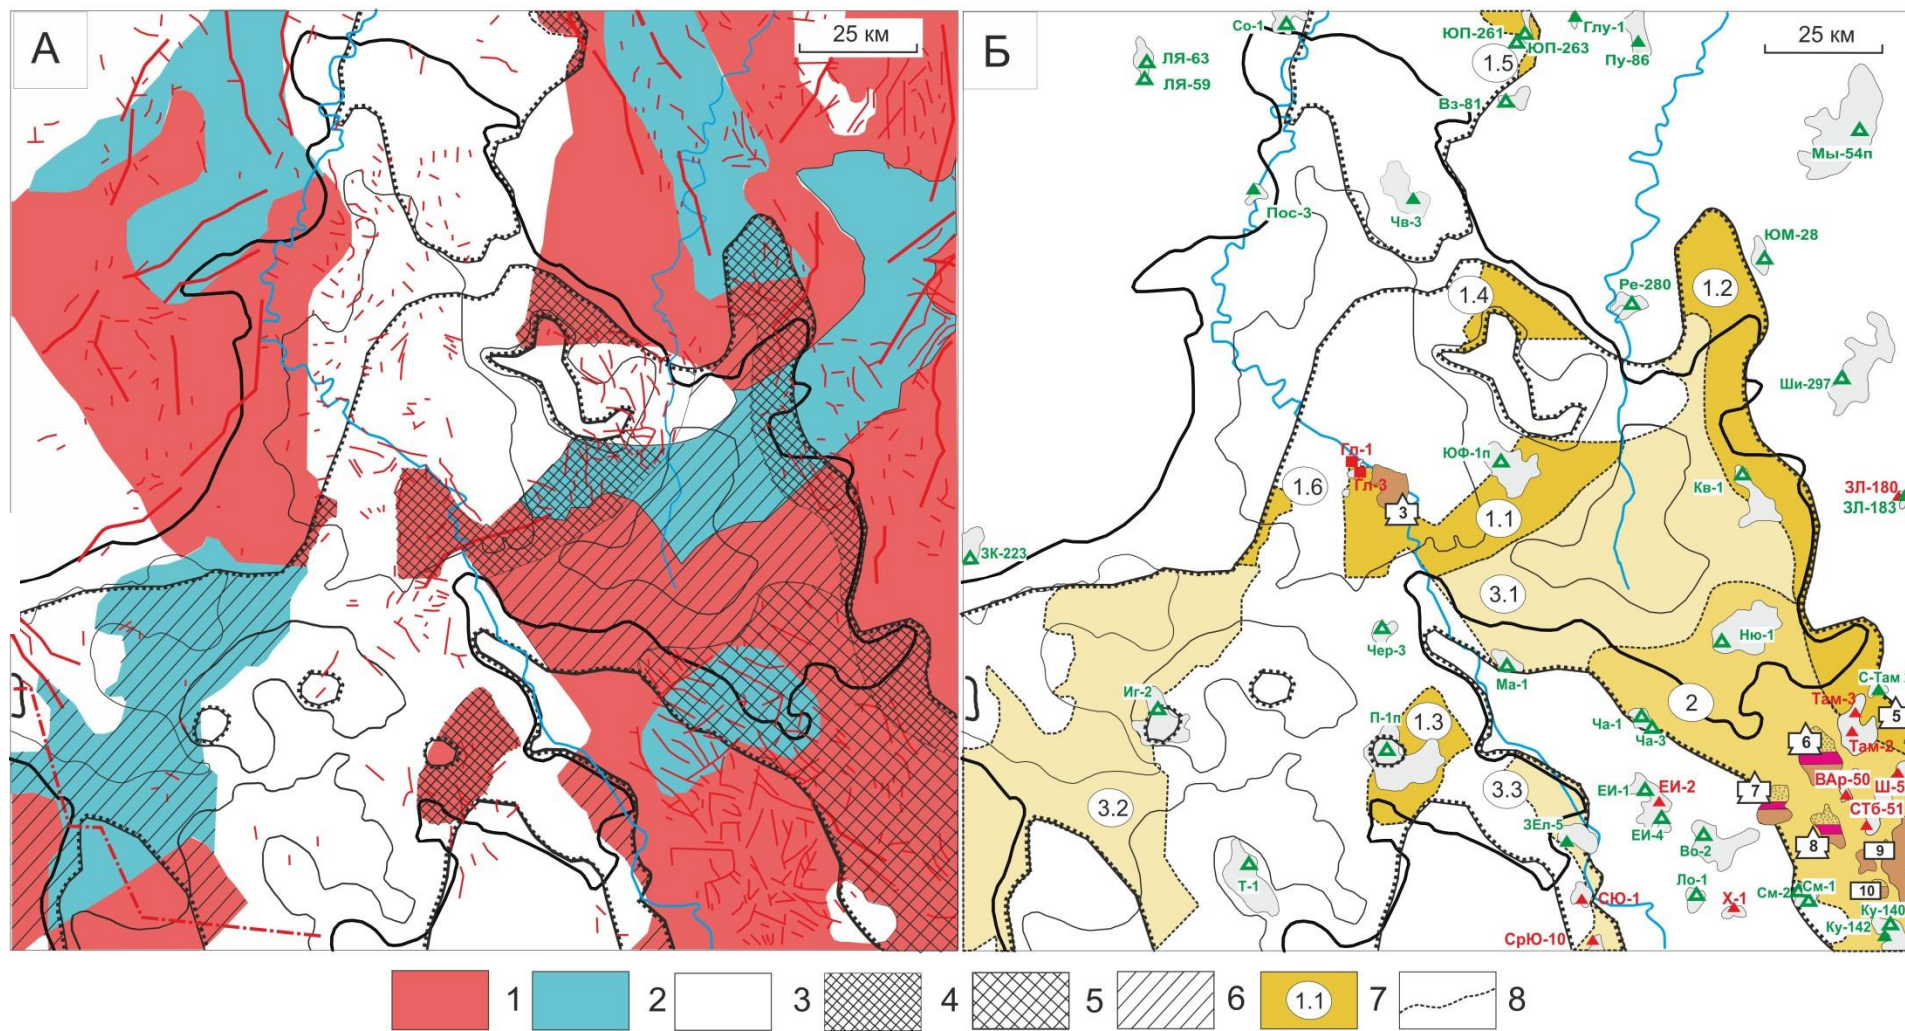 А
25 км
Б
25 км
Со-1
ЛЯ-63
ЛЯ-59
ЮП-261
ЮП-263
1.5
Глу-1
Пу-86
Вз-81
Мы-54п
Пос-3
Чв-3
ЮМ-28
1.4
Ре-280
1.2
Ши-297
Гл-3
ЮФ-1п
1.6
3
1.1
Кв-1
ЗЛ-180
ЗЛ-183
ЗК-223
3.1
Чер-3
Ню-1
Ма-1
Иг-2
П-1п
1.3
2
Ча-1
Ча-3
С-Там
Там-3
5
Там-2
6
3.2
3.3
ЕИ-1
ЕИ-2
ЕИ-4
7
ВАр-50
Ш-5
СТб-51
ЗЕл-5
Во-2
8
9
Т-1
СЮ-1
Ло-1
Х-1
См-2
См-1
10
СрЮ-10
Ку-140
Ку-142
1
2
3
4
5
6
1.1
7
8